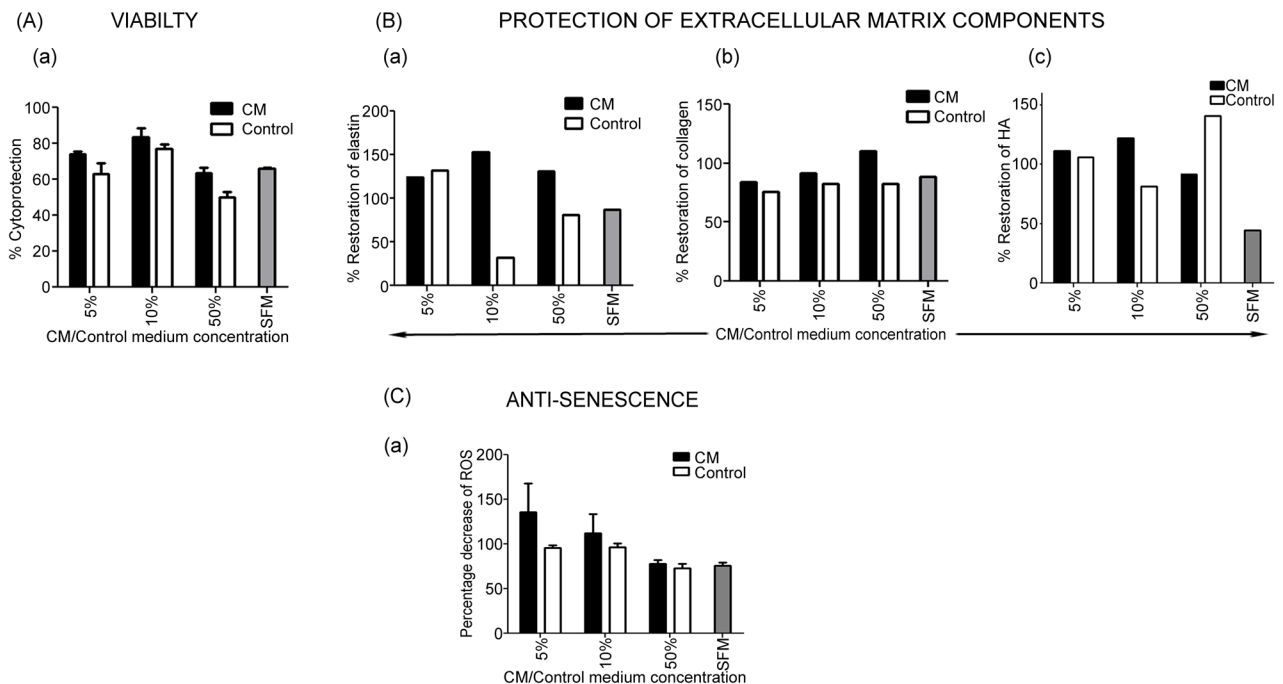 (A) VIABILTY
(B) PROTECTION OF EXTRACELLULAR MATRIX COMPONENTS
(a)
% Cytoprotection
100
80
60
40
20
0
CM
Control
5%
10%
50%
SFM
CM/Control medium concentration
(a)
% Restoration of elastin
200
150
100
50
0
CM
Control
5%
10%
50%
SFM
(b)
% Restoration of collagen
150
100
50
0
CM
Control
5%
10%
50%
SFM
(c)
% Restoration of HA
150
100
50
0
CM
Control
5%
10%
50%
SFM
CM/Control medium concentration
(C) ANTI-SENESCENCE
(a)
Percentage decrease of ROS
200
150
100
50
0
CM
Control
5%
10%
50%
SFM
CM/Control medium concentration